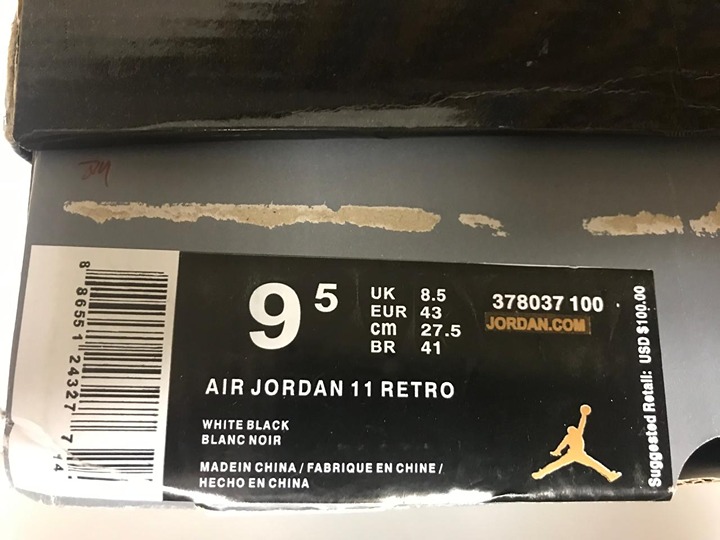 DM
9 5
UK 8.5
EUR 43
cm 27.5
BR 41
378037 100
JORDAN.COM
AIR JORDAN 11 RETRO
WHITE BLACK
BLANC NOIR
MADEIN CHINA / FABRIQUE EN CHINE /
HECHO EN CHINA
Suggested Retail: USD $100.00
8 86551 24327 7 14